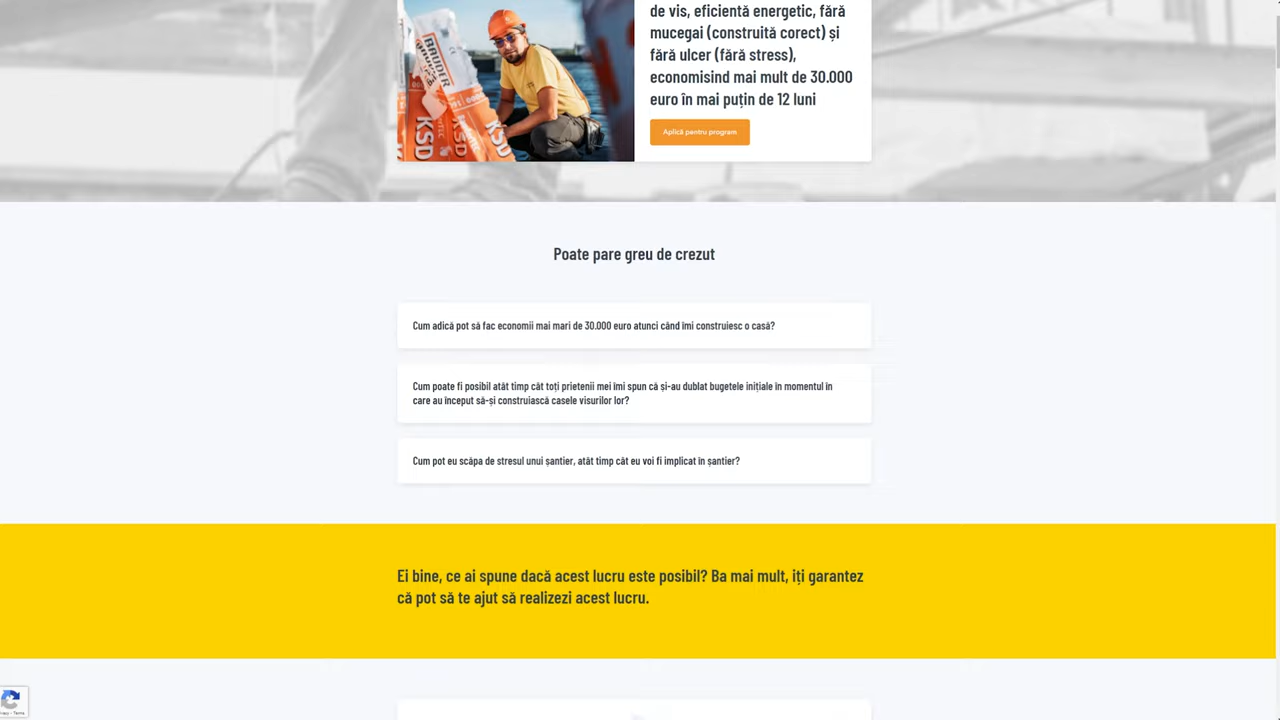 de vis, eficientă energetic, fără
mucegai (construită corect) și
fără ulcer (fără stress),
economisind mai mult de 30.000
euro în mai puțin de 12 luni
KSD
KSD
KSD
Aplică pentru program
Poate pare greu de crezut
Cum adică pot să fac economii mai mari de 30.000 euro atunci când îmi construiesc o casă?
Cum poate fi posibil atât timp cât toți prietenii mei îmi spun că și-au dublat bugetele inițiale în momentul în
care au început să-și construiască casele visurilor lor?
Cum pot eu scăpa de stresul unui șantier, atât timp cât eu voi fi implicat în șantier?
Ei bine, ce ai spune dacă acest lucru este posibil? Ba mai mult, iți garantez
că pot să te ajut să realizezi acest lucru.